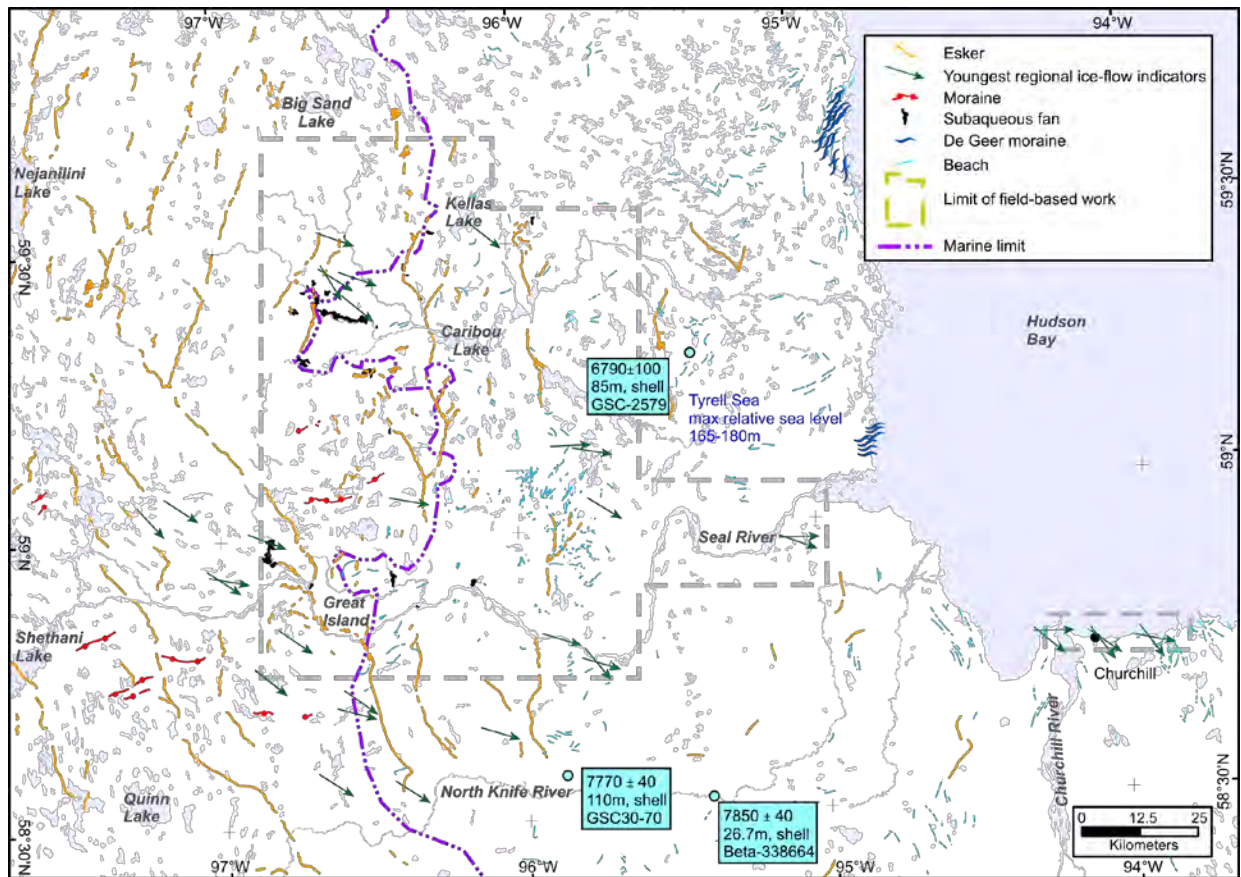 97°W
96°W
95°W
94°W
Esker
Youngest regional ice-flow indicators
Moraine
Subaqueous fan
De Geer moraine
Beach
Limit of field-based work
Marine limit
Big Sand
Lake
Nejanilini
Lake
Kellas
Lake
59°30'N
59°30'N
Hudson
Bay
Caribou
Lake
6790±100
85m, shell
GSC-2579
Tyrell Sea
max relative sea level
165-180m
59°N
59°N
Seal River
Great
Island
Shethani
Lake
Churchill
Churchill River
North Knife River
7770 ± 40
110m, shell
GSC30-70
7850 ± 40
26.7m, shell
Beta-338664
Quinn
Lake
58°30'N
58°30'N
0 12.5 25
Kilometers
97°W
96°W
95°W
94°W